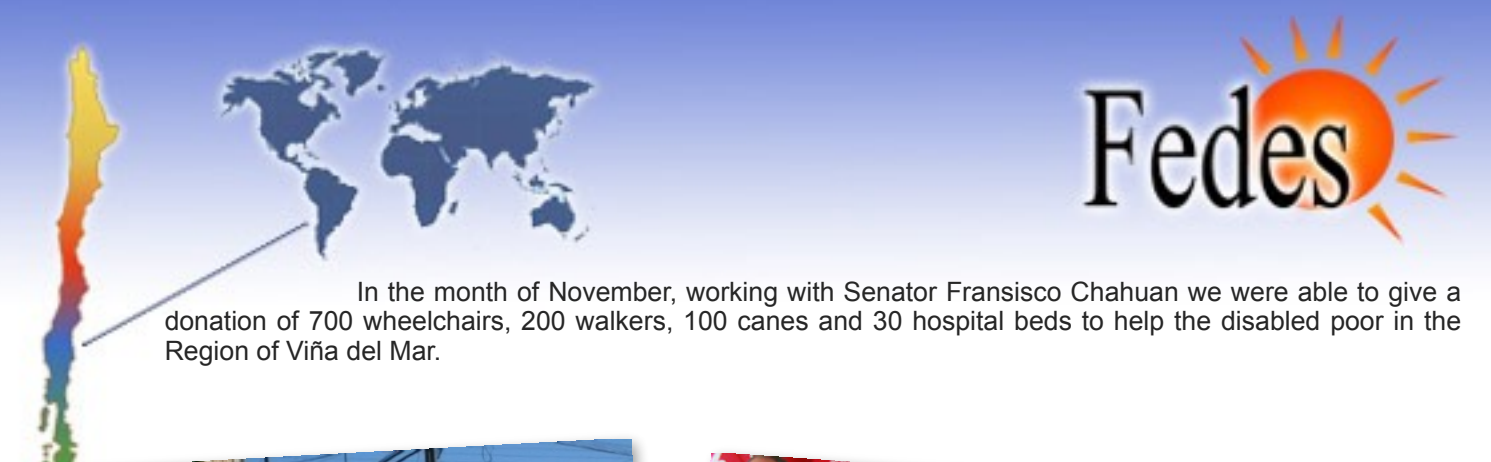 Fedes
In the month of November, working with Senator Fransisco Chahuan we were able to give a
donation of 700 wheelchairs, 200 walkers, 100 canes and 30 hospital beds to help the disabled poor in the
Region of Viña del Mar.